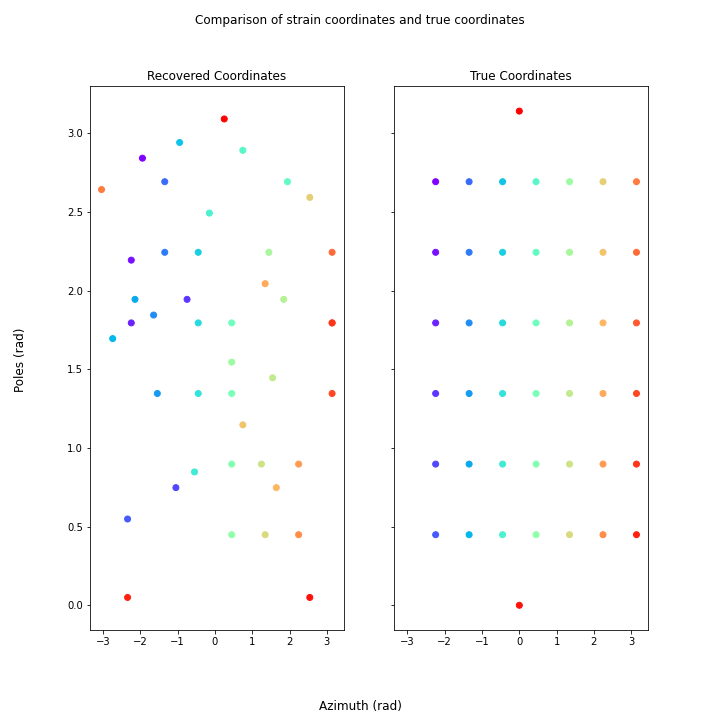 Comparison of strain coordinates and true coordinates
Recovered Coordinates
True Coordinates
3.0
2.5
2.0
1.5
1.0
0.5
0.0
Poles (rad)
−3 −2 −1 0 1 2 3
−3 −2 −1 0 1 2 3
Azimuth (rad)